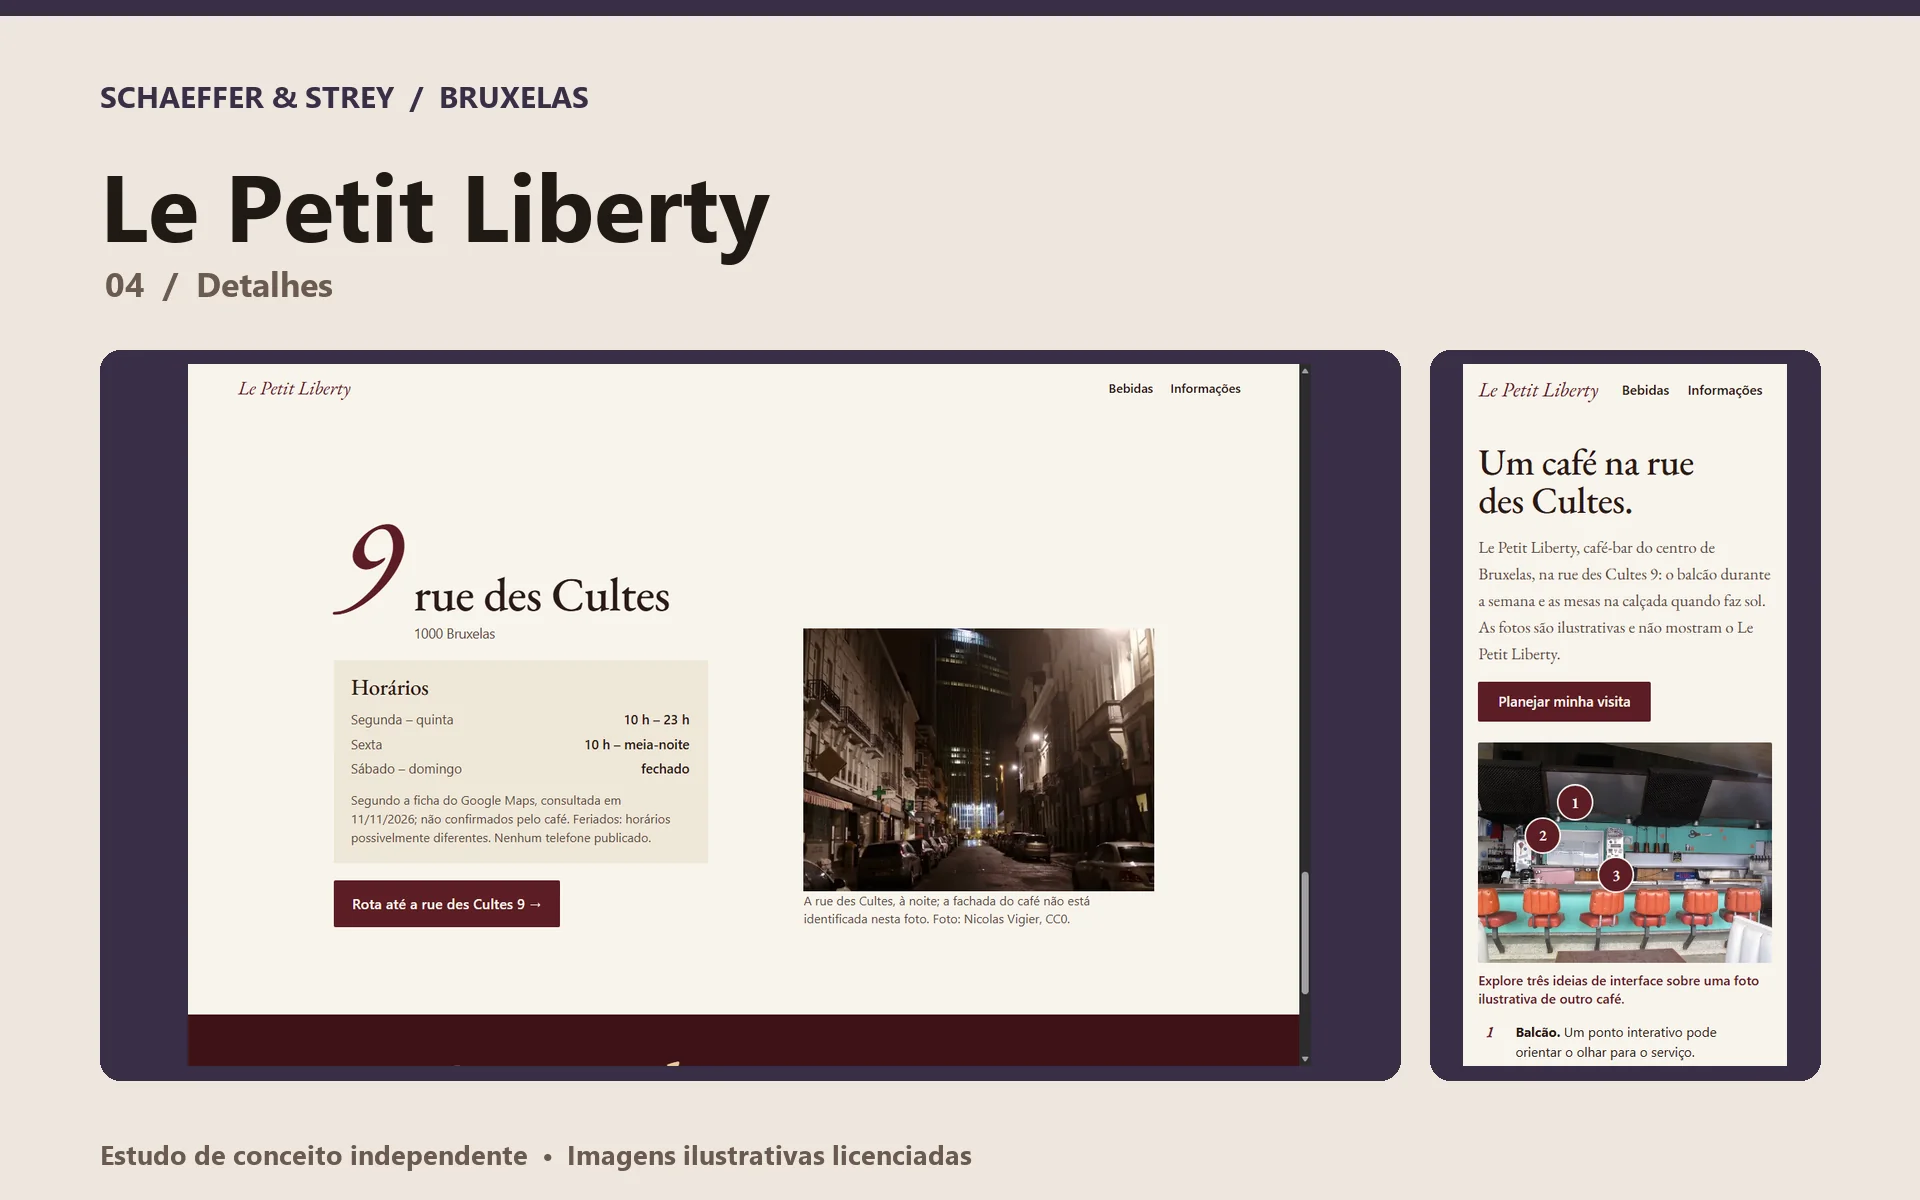 SCHAEFFER & STREY / BRUXELAS
Le Petit Liberty
04 / Detalhes
Le Petit Liberty
Bebidas Informações
9 rue des Cultes
1000 Bruxelas
Horários
Segunda – quinta 10 h – 23 h
Sexta 10 h – meia-noite
Sábado – domingo fechado
Segundo a ficha do Google Maps, consultada em
11/11/2026; não confirmados pelo café. Feriados: horários
possivelmente diferentes. Nenhum telefone publicado.
Rota até a rue des Cultes 9 →
A rue des Cultes, à noite; a fachada do café não está
identificada nesta foto. Foto: Nicolas Vigier, CC0.
Le Petit Liberty Bebidas Informações
Um café na rue
des Cultes.
Le Petit Liberty, café-bar do centro de
Bruxelas, na rue des Cultes 9: o balcão durante
a semana e as mesas na calçada quando faz sol.
As fotos são ilustrativas e não mostram o Le
Petit Liberty.
Planejar minha visita
1
2
3
Explore três ideias de interface sobre uma foto
ilustrativa de outro café.
1 Balcão. Um ponto interativo pode
orientar o olhar para o serviço.
Estudo de conceito independente • Imagens ilustrativas licenciadas